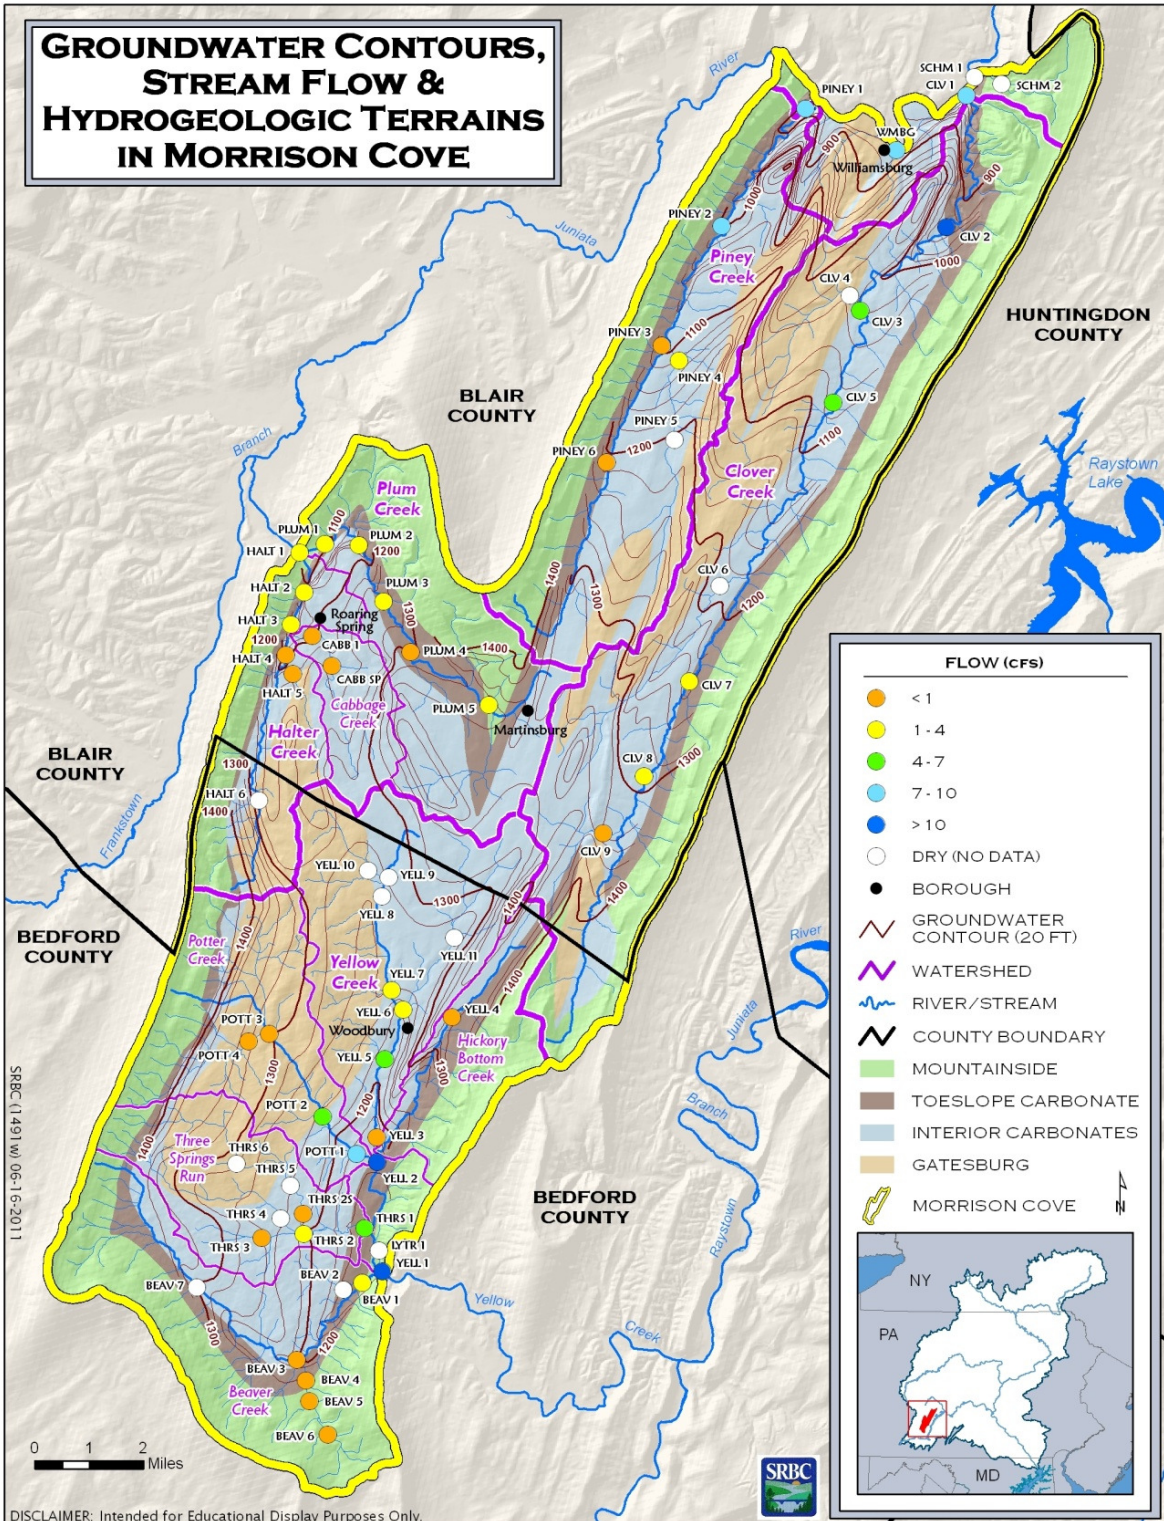 GROUNDWATER CONTOURS,
STREAM FLOW &
HYDROGEOLOGIC TERRAINS
IN MORRISON COVE
River
Juniata
Branch
Frankstown
SCHM 1
CLV 1
SCHM 2
PINEY 1
WMBG
Williamsburg
900
900
1000
PINEY 2
CLV 2
Piney
Creek
1000
CLV 4
CLV 3
HUNTINGDON
COUNTY
PINEY 3
1100
PINEY 4
BLAIR
COUNTY
CLV 5
PINEY 5
1200
1100
PINEY 6
Clover
Creek
Raystown
Lake
Plum
Creek
PLUM 1
1100
PLUM 2
1200
HALT 1
HALT 2
PLUM 3
1400
1300
CLV 6
1200
HALT 3
Roaring
Spring
1300
1200
CABB 1
HALT 4
PLUM 4
1400
CABB SP
HALT 5
CLV 7
Cabbage
Creek
PLUM 5
Martinsburg
Halter
Creek
BLAIR
COUNTY
1300
CLV 8
1300
HALT 6
1400
CLV 9
YELL 10
YELL 9
1300
1400
1400
YELL 8
BEDFORD
COUNTY
Potter
Creek
1400
YELL 11
Yellow
Creek
YELL 7
1400
YELL 6
YELL 4
POTT 3
Woodbury
POTT 4
Hickory
Bottom
Creek
YELL 5
1300
1300
1200
POTT 2
1400
Three
Springs
Run
THRS 6
YELL 3
POTT 1
YELL 2
THRS 5
THRS 2S
THRS 4
THRS 1
THRS 3
THRS 2
LYTR 1
YELL 1
BEAV 7
BEAV 2
BEAV 1
1300
1200
BEAV 3
BEAV 4
Beaver
Creek
BEAV 5
BEAV 6
BEDFORD
COUNTY
River
Juniata
Branch
Raystown
Yellow
Creek
FLOW (CFS)
< 1
1 - 4
4 - 7
7 - 10
> 10
DRY (NO DATA)
BOROUGH
GROUNDWATER
CONTOUR (20 FT)
WATERSHED
RIVER/STREAM
COUNTY BOUNDARY
MOUNTAINSIDE
TOESLOPE CARBONATE
INTERIOR CARBONATES
GATESBURG
MORRISON COVE
N
NY
PA
MD
SRBC (1491w) 06-16-2011
0 1 2
Miles
SRBC
DISCLAIMER: Intended for Educational Display Purposes Only.